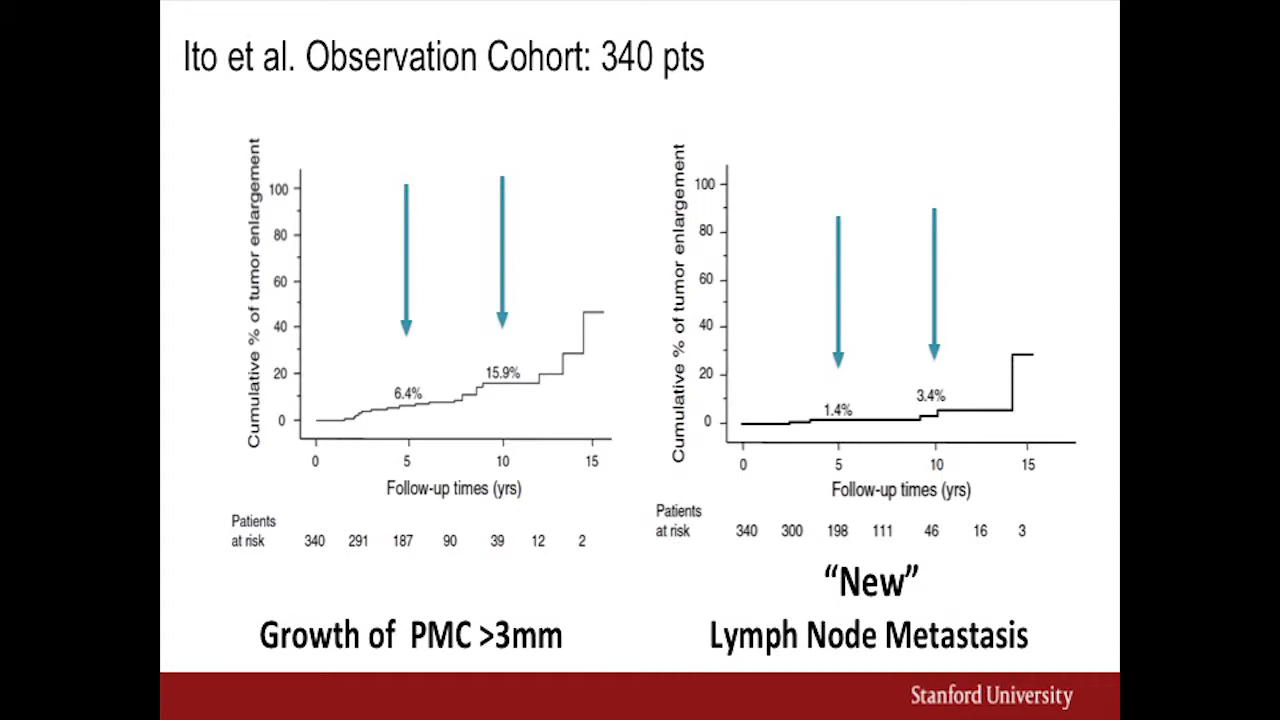 Ito et al. Observation Cohort: 340 pts
Cumulative % of tumor enlargement
100
80
60
40
20
0
6.4%
15.9%
0 5 10 15
Follow-up times (yrs)
Patients
at risk 340 291 187 90 39 12 2
Growth of PMC >3mm
Cumulative % of tumor enlargement
100
80
60
40
20
0
1.4%
3.4%
0 5 10 15
Follow-up times (yrs)
Patients
at risk 340 300 198 111 46 16 3
“New”
Lymph Node Metastasis
Stanford University